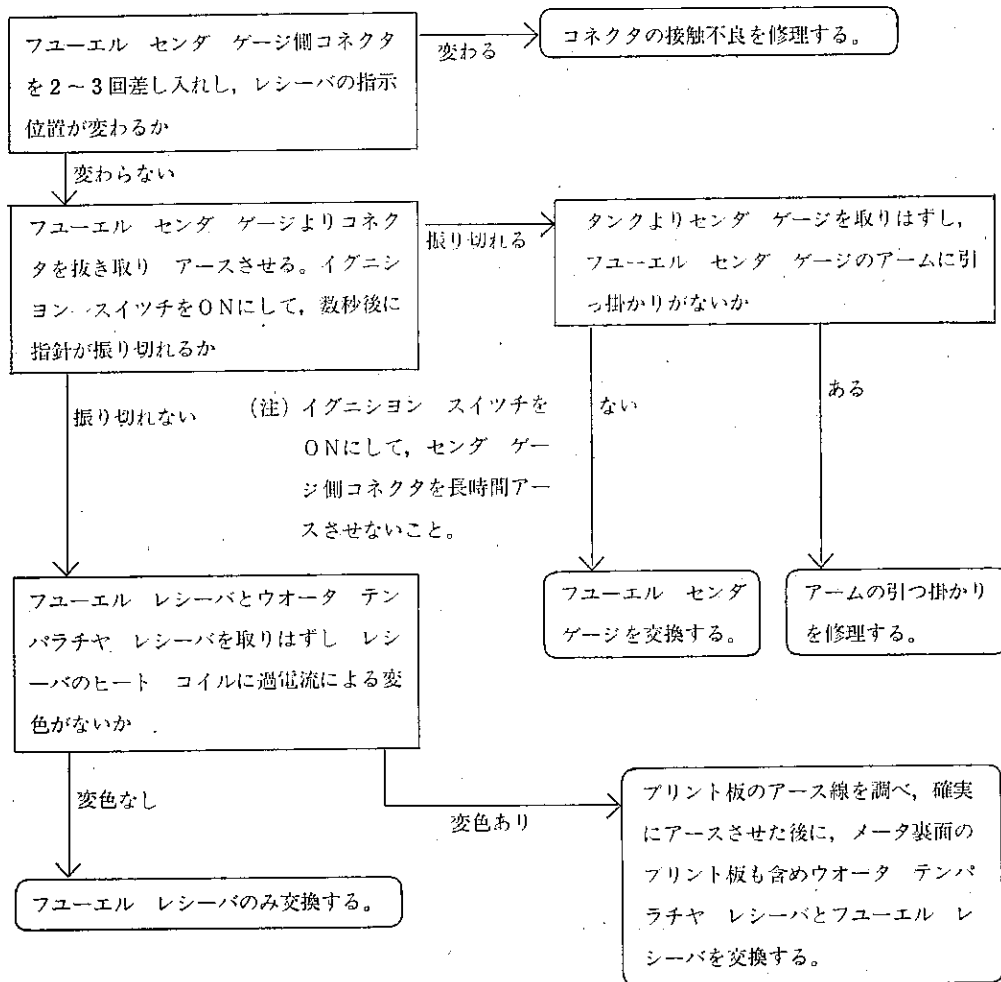 フユーエル センダ ゲージ側コネクタ
を2～3回差し入れし，レシーバの指示
位置が変わるか
変わる
コネクタの接触不良を修理する。
変わらない
フユーエル センダ ゲージよりコネク
タを抜き取り アースさせる。イグニシ
ヨン スイツチをONにして，数秒後に
指針が振り切れるか
振り切れる
タンクよりセンダ ゲージを取りはずし，
フユーエル センダ ゲージのアームに引
っ掛かりがないか
振り切れない
(注) イグニシヨン スイツチを
ONにして，センダ ゲー
ジ側コネクタを長時間アー
スさせないこと。
ない
ある
フユーエル センダ
ゲージを交換する。
アームの引つ掛かり
を修理する。
フユーエル レシーバとウオータ テン
パラチヤ レシーバを取りはずし レシ
ーバのヒート コイルに過電流による変
色がないか
変色なし
変色あり
フユーエル レシーバのみ交換する。
プリント板のアース線を調べ，確実
にアースさせた後に，メータ裏面の
プリント板も含めウオータ テンパ
ラチヤ レシーバとフユーエル レ
シーバを交換する。